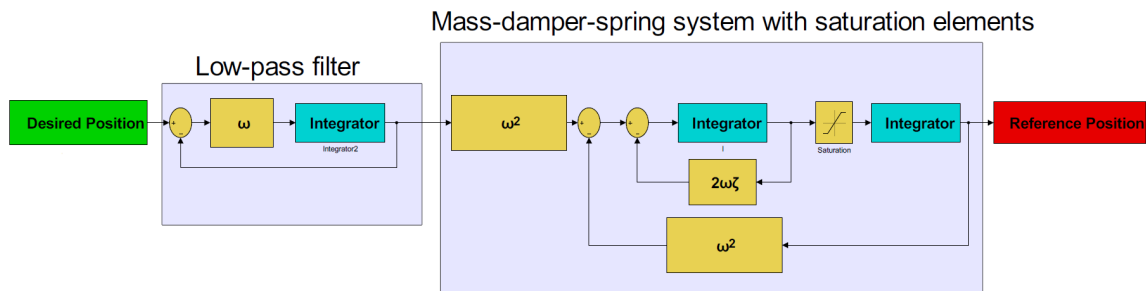 Mass-damper-spring system with saturation elements
Low-pass filter
Desired Position
+
−
ω
Integrator
Integrator2
ω²
+
−
+
−
Integrator
I
Saturation
Integrator
Reference Position
2ωζ
ω²